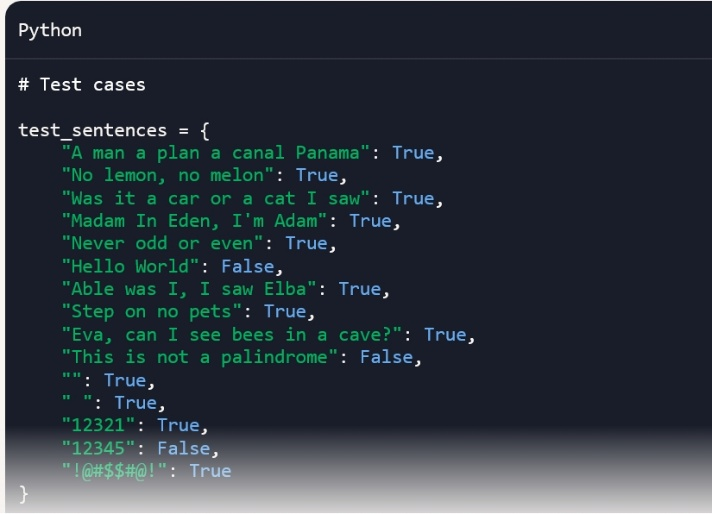 Python
# Test cases
test_sentences = {
    "A man a plan a canal Panama": True,
    "No lemon, no melon": True,
    "Was it a car or a cat I saw": True,
    "Madam In Eden, I'm Adam": True,
    "Never odd or even": True,
    "Hello World": False,
    "Able was I, I saw Elba": True,
    "Step on no pets": True,
    "Eva, can I see bees in a cave?": True,
    "This is not a palindrome": False,
    "": True,
    " ": True,
    "12321": True,
    "12345": False,
    "!@#$$#@!": True
}